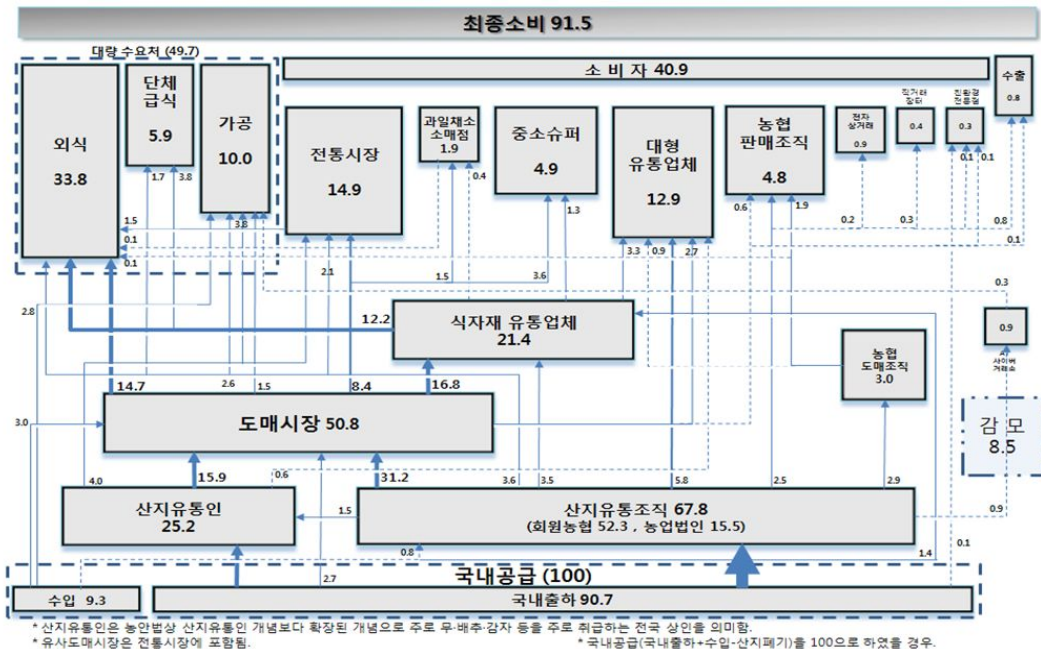 최종소비 91.5
대량 수요처 (49.7)
소 비 자 40.9
수출
0.8
외식
33.8
단체
급식
5.9
가공
10.0
전통시장
14.9
과일채소
소매점
1.9
중소슈퍼
4.9
대형
유통업체
12.9
농협
판매조직
4.8
전자
상거래
0.9
직거래
장터
0.4
친환경
전문점
0.3
1.7
3.8
0.4
1.3
0.6
1.9
0.1
0.1
1.5
3.8
0.2
0.3
0.8
0.1
0.1
2.1
1.5
3.6
3.3
0.9
2.7
0.1
0.3
2.8
12.2
식자재 유통업체
21.4
0.9
사이버
거래소
농협
도매조직
3.0
14.7
2.6
1.5
8.4
16.8
3.0
도매시장 50.8
감 모
8.5
4.0
15.9
0.6
31.2
3.6
3.5
5.8
2.5
2.9
산지유통인
25.2
1.5
산지유통조직 67.8
(회원농협 52.3 , 농업법인 15.5)
0.9
0.8
1.4
0.1
2.7
국내공급 (100)
수입 9.3
국내출하 90.7
* 산지유통인은 농안법상 산지유통인 개념보다 확장된 개념으로 주로 무·배추·감자 등을 주로 취급하는 전국 상인을 의미함.
* 유사도매시장은 전통시장에 포함됨.
* 국내공급(국내출하+수입-산지폐기)을 100으로 하였을 경우.